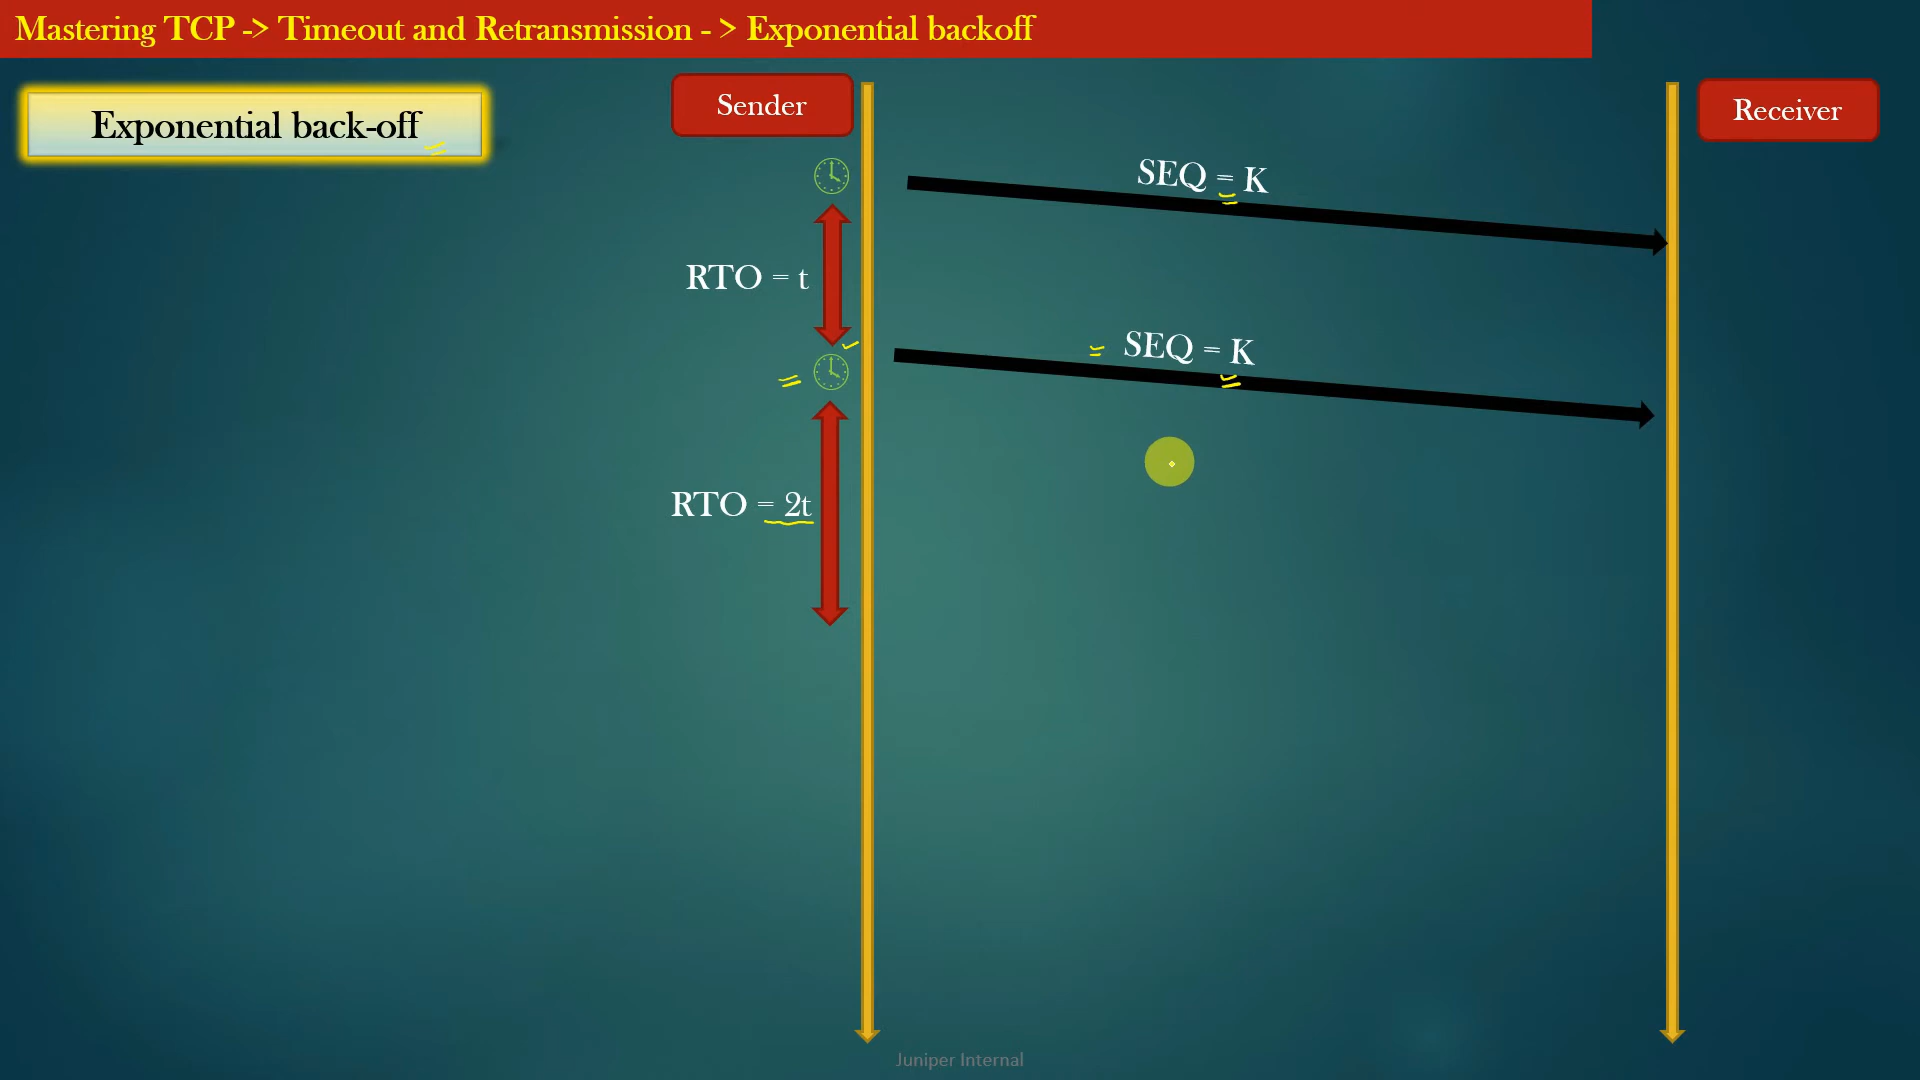 Mastering TCP -> Timeout and Retransmission - > Exponential backoff
Exponential back-off
Sender
Receiver
SEQ = K
RTO = t
SEQ = K
RTO = 2t
Juniper Internal